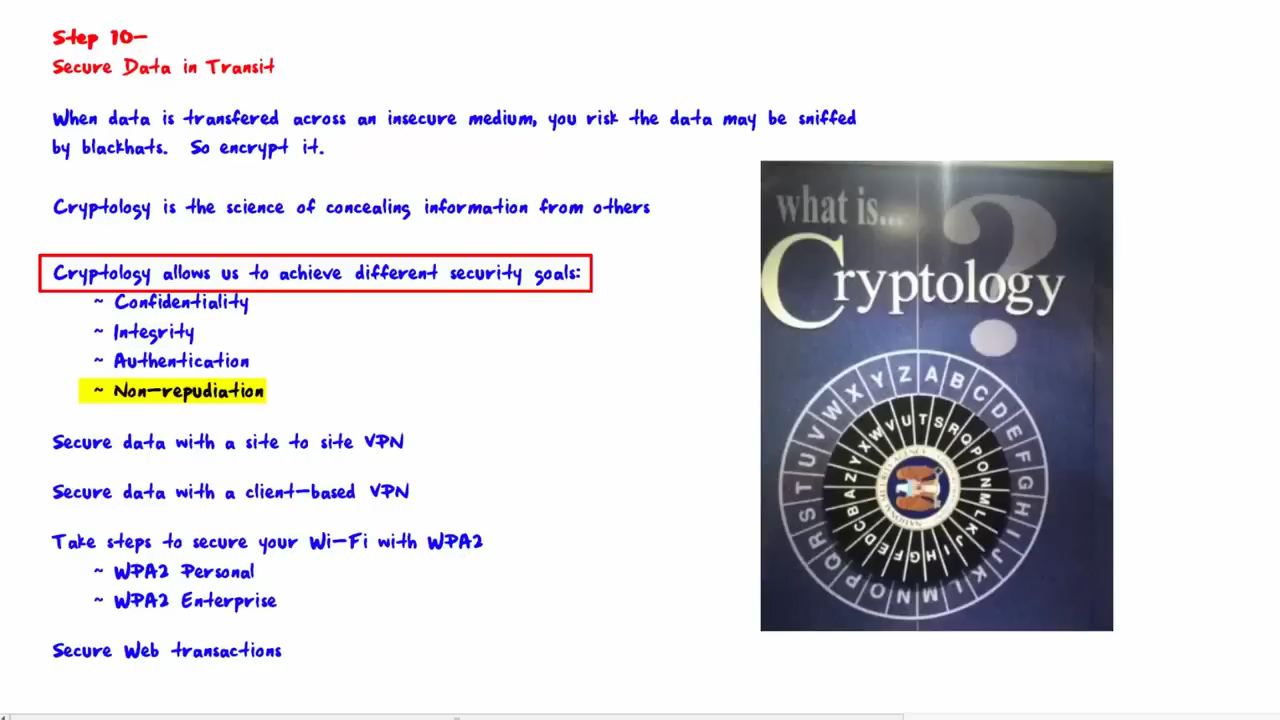 Step 10-
Secure Data in Transit
When data is transfered across an insecure medium, you risk the data may be sniffed
by blackhats. So encrypt it.
Cryptology is the science of concealing information from others
Cryptology allows us to achieve different security goals:
~ Confidentiality
~ Integrity
~ Authentication
~ Non-repudiation
Secure data with a site to site VPN
Secure data with a client-based VPN
Take steps to secure your Wi-Fi with WPA2
~ WPA2 Personal
~ WPA2 Enterprise
Secure Web transactions
what is...
Cryptology
?
A B C D E F G H I J K L M N O P Q R S T U V W X Y Z
T S R Q P O N M L K J I H G F E D C B A Z Y X W V U